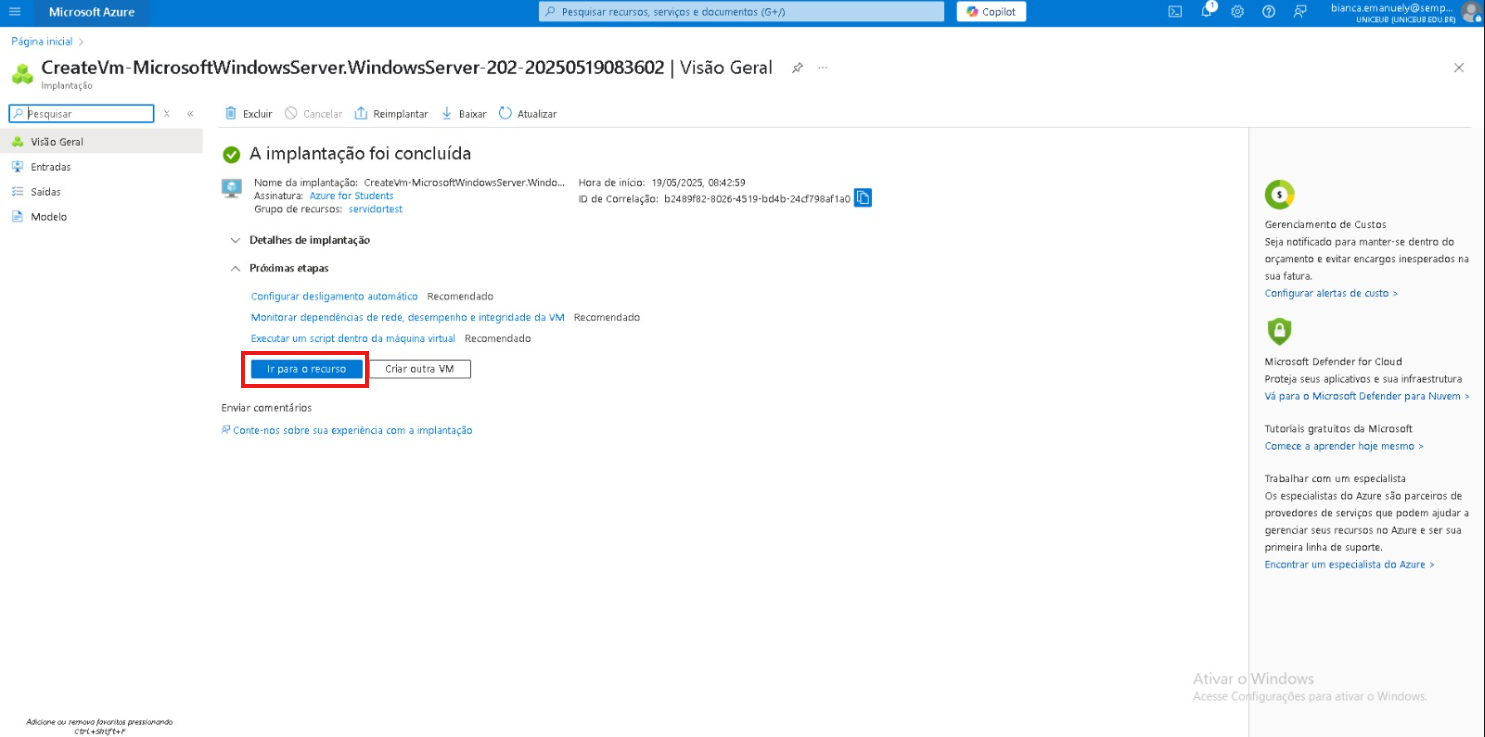 Microsoft Azure
Pesquisar recursos, serviços e documentos (G+/)
Copilot
1
bianca.emanuely@semp...
UNICEUB (UNICEUB.EDU.BR)
Página inicial >
CreateVm-MicrosoftWindowsServer.WindowsServer-202-20250519083602 | Visão Geral
Implantação
Pesquisar
Excluir
Cancelar
Reimplantar
Baixar
Atualizar
Visão Geral
Entradas
Saídas
Modelo
A implantação foi concluída
Nome da implantação: CreateVm-MicrosoftWindowsServer.Windo...
Assinatura: Azure for Students
Grupo de recursos: servidortest
Hora de início: 19/05/2025, 08:42:59
ID de Correlação: b2489f82-8026-4519-bd4b-24cf798af1a0
Detalhes de implantação
Próximas etapas
Configurar desligamento automático Recomendado
Monitorar dependências de rede, desempenho e integridade da VM Recomendado
Executar um script dentro da máquina virtual Recomendado
Ir para o recurso
Criar outra VM
Enviar comentários
Conte-nos sobre sua experiência com a implantação
Gerenciamento de Custos
Seja notificado para manter-se dentro do
orçamento e evitar encargos inesperados na
sua fatura.
Configurar alertas de custo >
Microsoft Defender for Cloud
Proteja seus aplicativos e sua infraestrutura
Vá para o Microsoft Defender para Nuvem >
Tutoriais gratuitos da Microsoft
Comece a aprender hoje mesmo >
Trabalhar com um especialista
Os especialistas do Azure são parceiros de
provedores de serviços que podem ajudar a
gerenciar seus recursos no Azure e ser sua
primeira linha de suporte.
Encontrar um especialista do Azure >
Ativar o Windows
Acesse Configurações para ativar o Windows.
Adicione ou remova favoritos pressionando
Ctrl+Shift+F